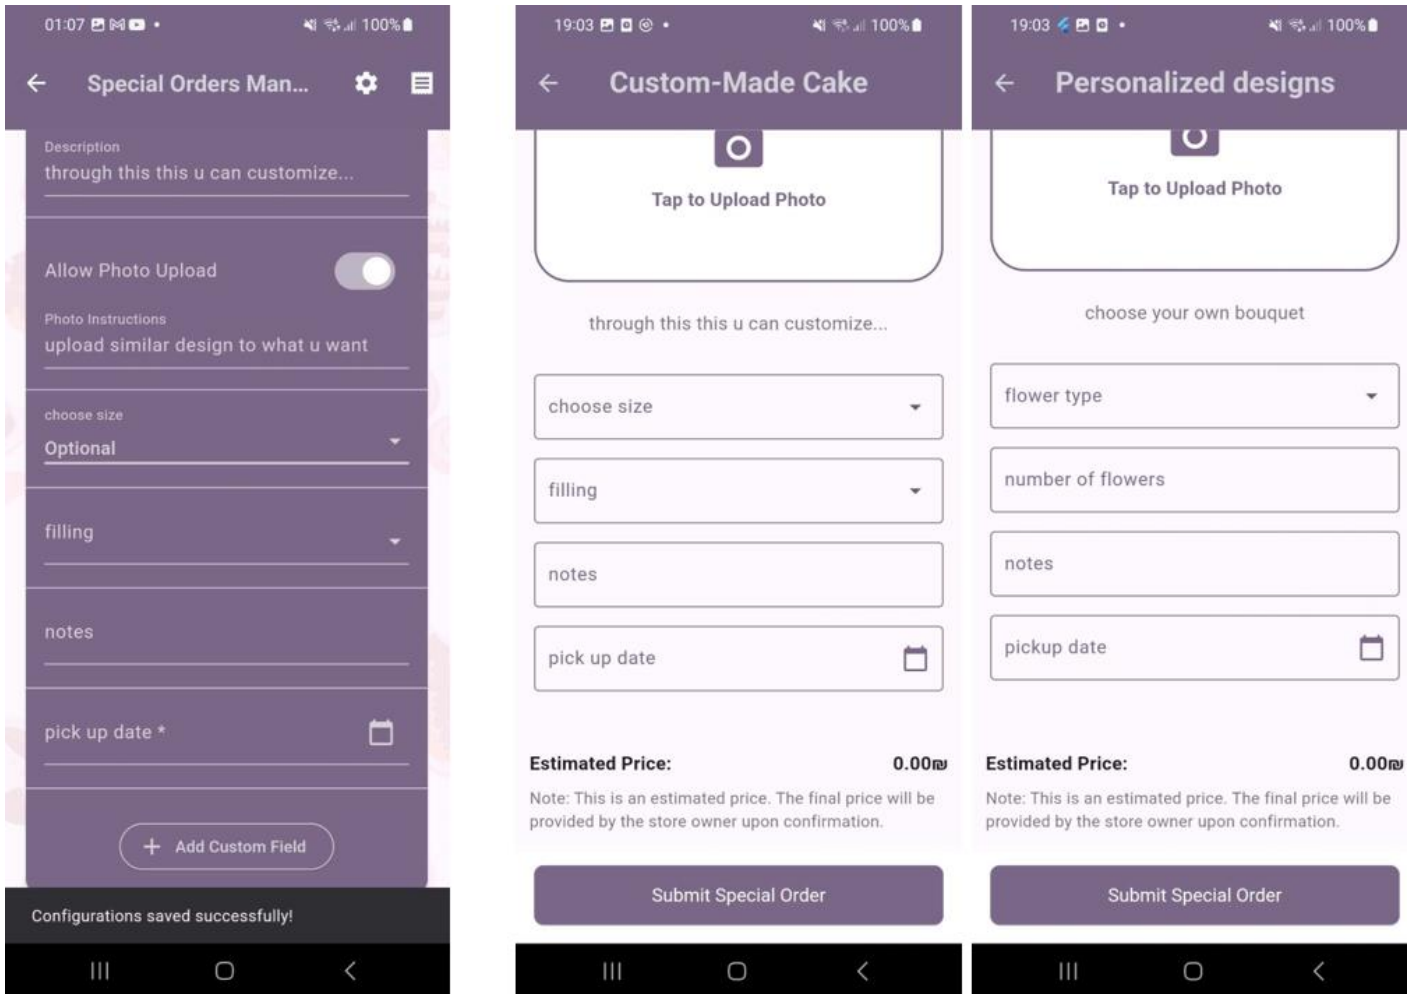 01:07
100%
Special Orders Man...
Description
through this this u can customize...
Allow Photo Upload
Photo Instructions
upload similar design to what u want
choose size
Optional
filling
notes
pick up date *
+ Add Custom Field
Configurations saved successfully!
19:03
100%
Custom-Made Cake
Tap to Upload Photo
through this this u can customize...
choose size
filling
notes
pick up date
Estimated Price: 0.00₪
Note: This is an estimated price. The final price will be
provided by the store owner upon confirmation.
Submit Special Order
19:03
100%
Personalized designs
Tap to Upload Photo
choose your own bouquet
flower type
number of flowers
notes
pickup date
Estimated Price: 0.00₪
Note: This is an estimated price. The final price will be
provided by the store owner upon confirmation.
Submit Special Order